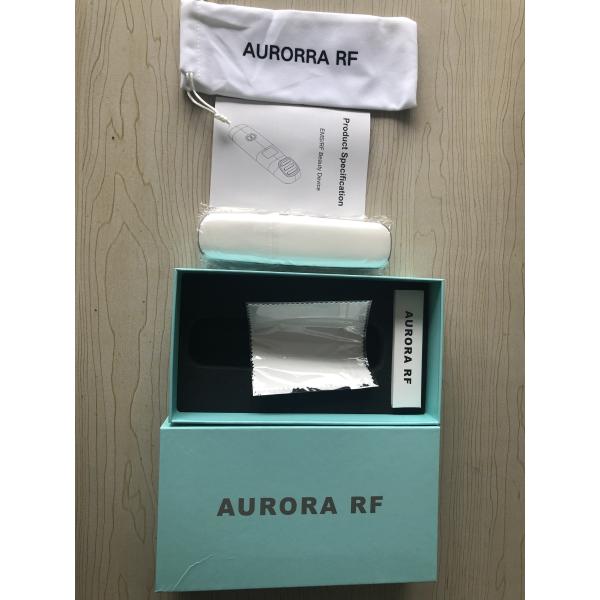 AURORRA RF
Product Specification
EMS/RF Beauty Device
AURORA RF
AURORA RF